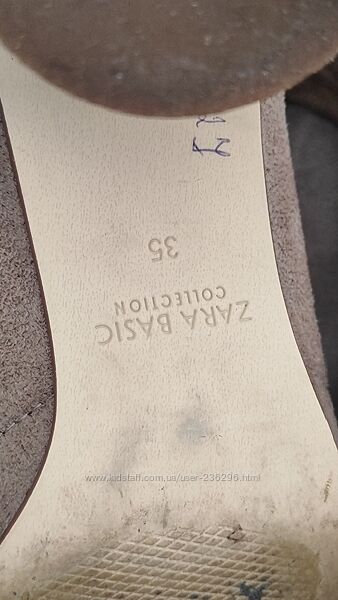 ZARA BASIC
COLLECTION
35
www.kidstaff.com.ua/user-236296.html